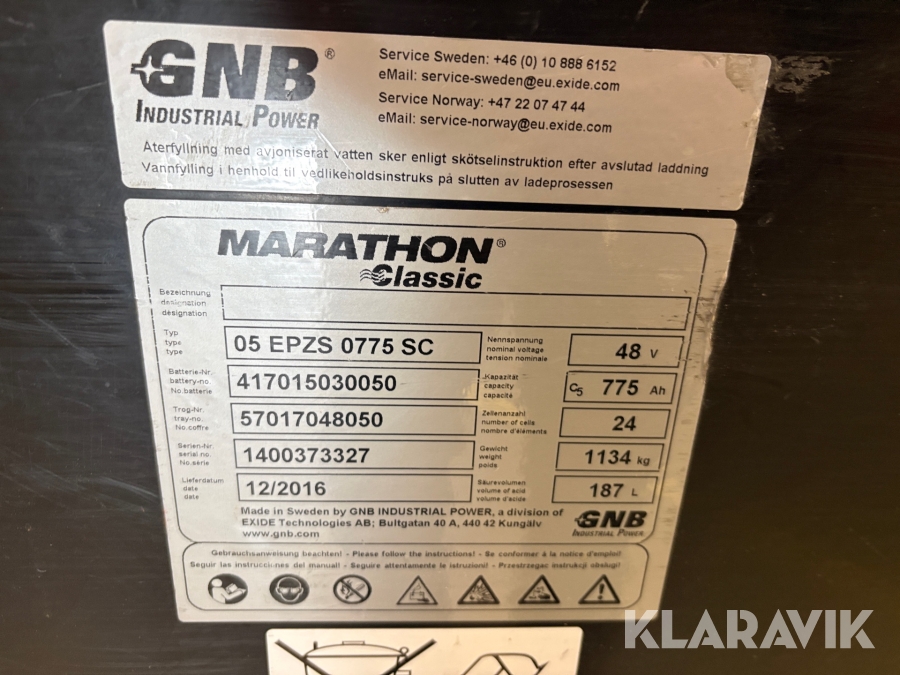 GNB®
INDUSTRIAL POWER
Service Sweden: +46 (0) 10 888 6152
eMail: service-sweden@eu.exide.com
Service Norway: +47 22 07 47 44
eMail: service-norway@eu.exide.com
Återfyllning med avjoniserat vatten sker enligt skötselinstruktion efter avslutad laddning
Vannfylling i henhold til vedlikeholdsinstruks på slutten av ladeprosessen
MARATHON®
Classic
Bezeichnung
designation
désignation
Typ
type
type
05 EPZS 0775 SC
Nennspannung
nominal voltage
tension nominale
48 V
Batterie-Nr.
battery-no.
No.batterie
417015030050
Kapazität
capacity
capacité
C5 775 Ah
Trog-Nr.
tray-no.
No.coffre
57017048050
Zellenanzahl
number of cells
nombre d'éléments
24
Serien-Nr.
serial.no.
No.série
1400373327
Gewicht
weight
poids
1134 kg
Lieferdatum
date
date
12/2016
Säurevolumen
volume of acid
volume d'acide
187 L
Made in Sweden by GNB INDUSTRIAL POWER, a division of
EXIDE Technologies AB; Bultgatan 40 A, 440 42 Kungälv
www.gnb.com
GNB
INDUSTRIAL POWER
Gebrauchsanweisung beachten! - Please follow the instructions! - Se conformer à la notice d'emploi!
Seguir las instrucciones del manual! - Seguire attentamente le istruzioni! - Przestrzegac instrukcji obslugi!
KLARAVIK